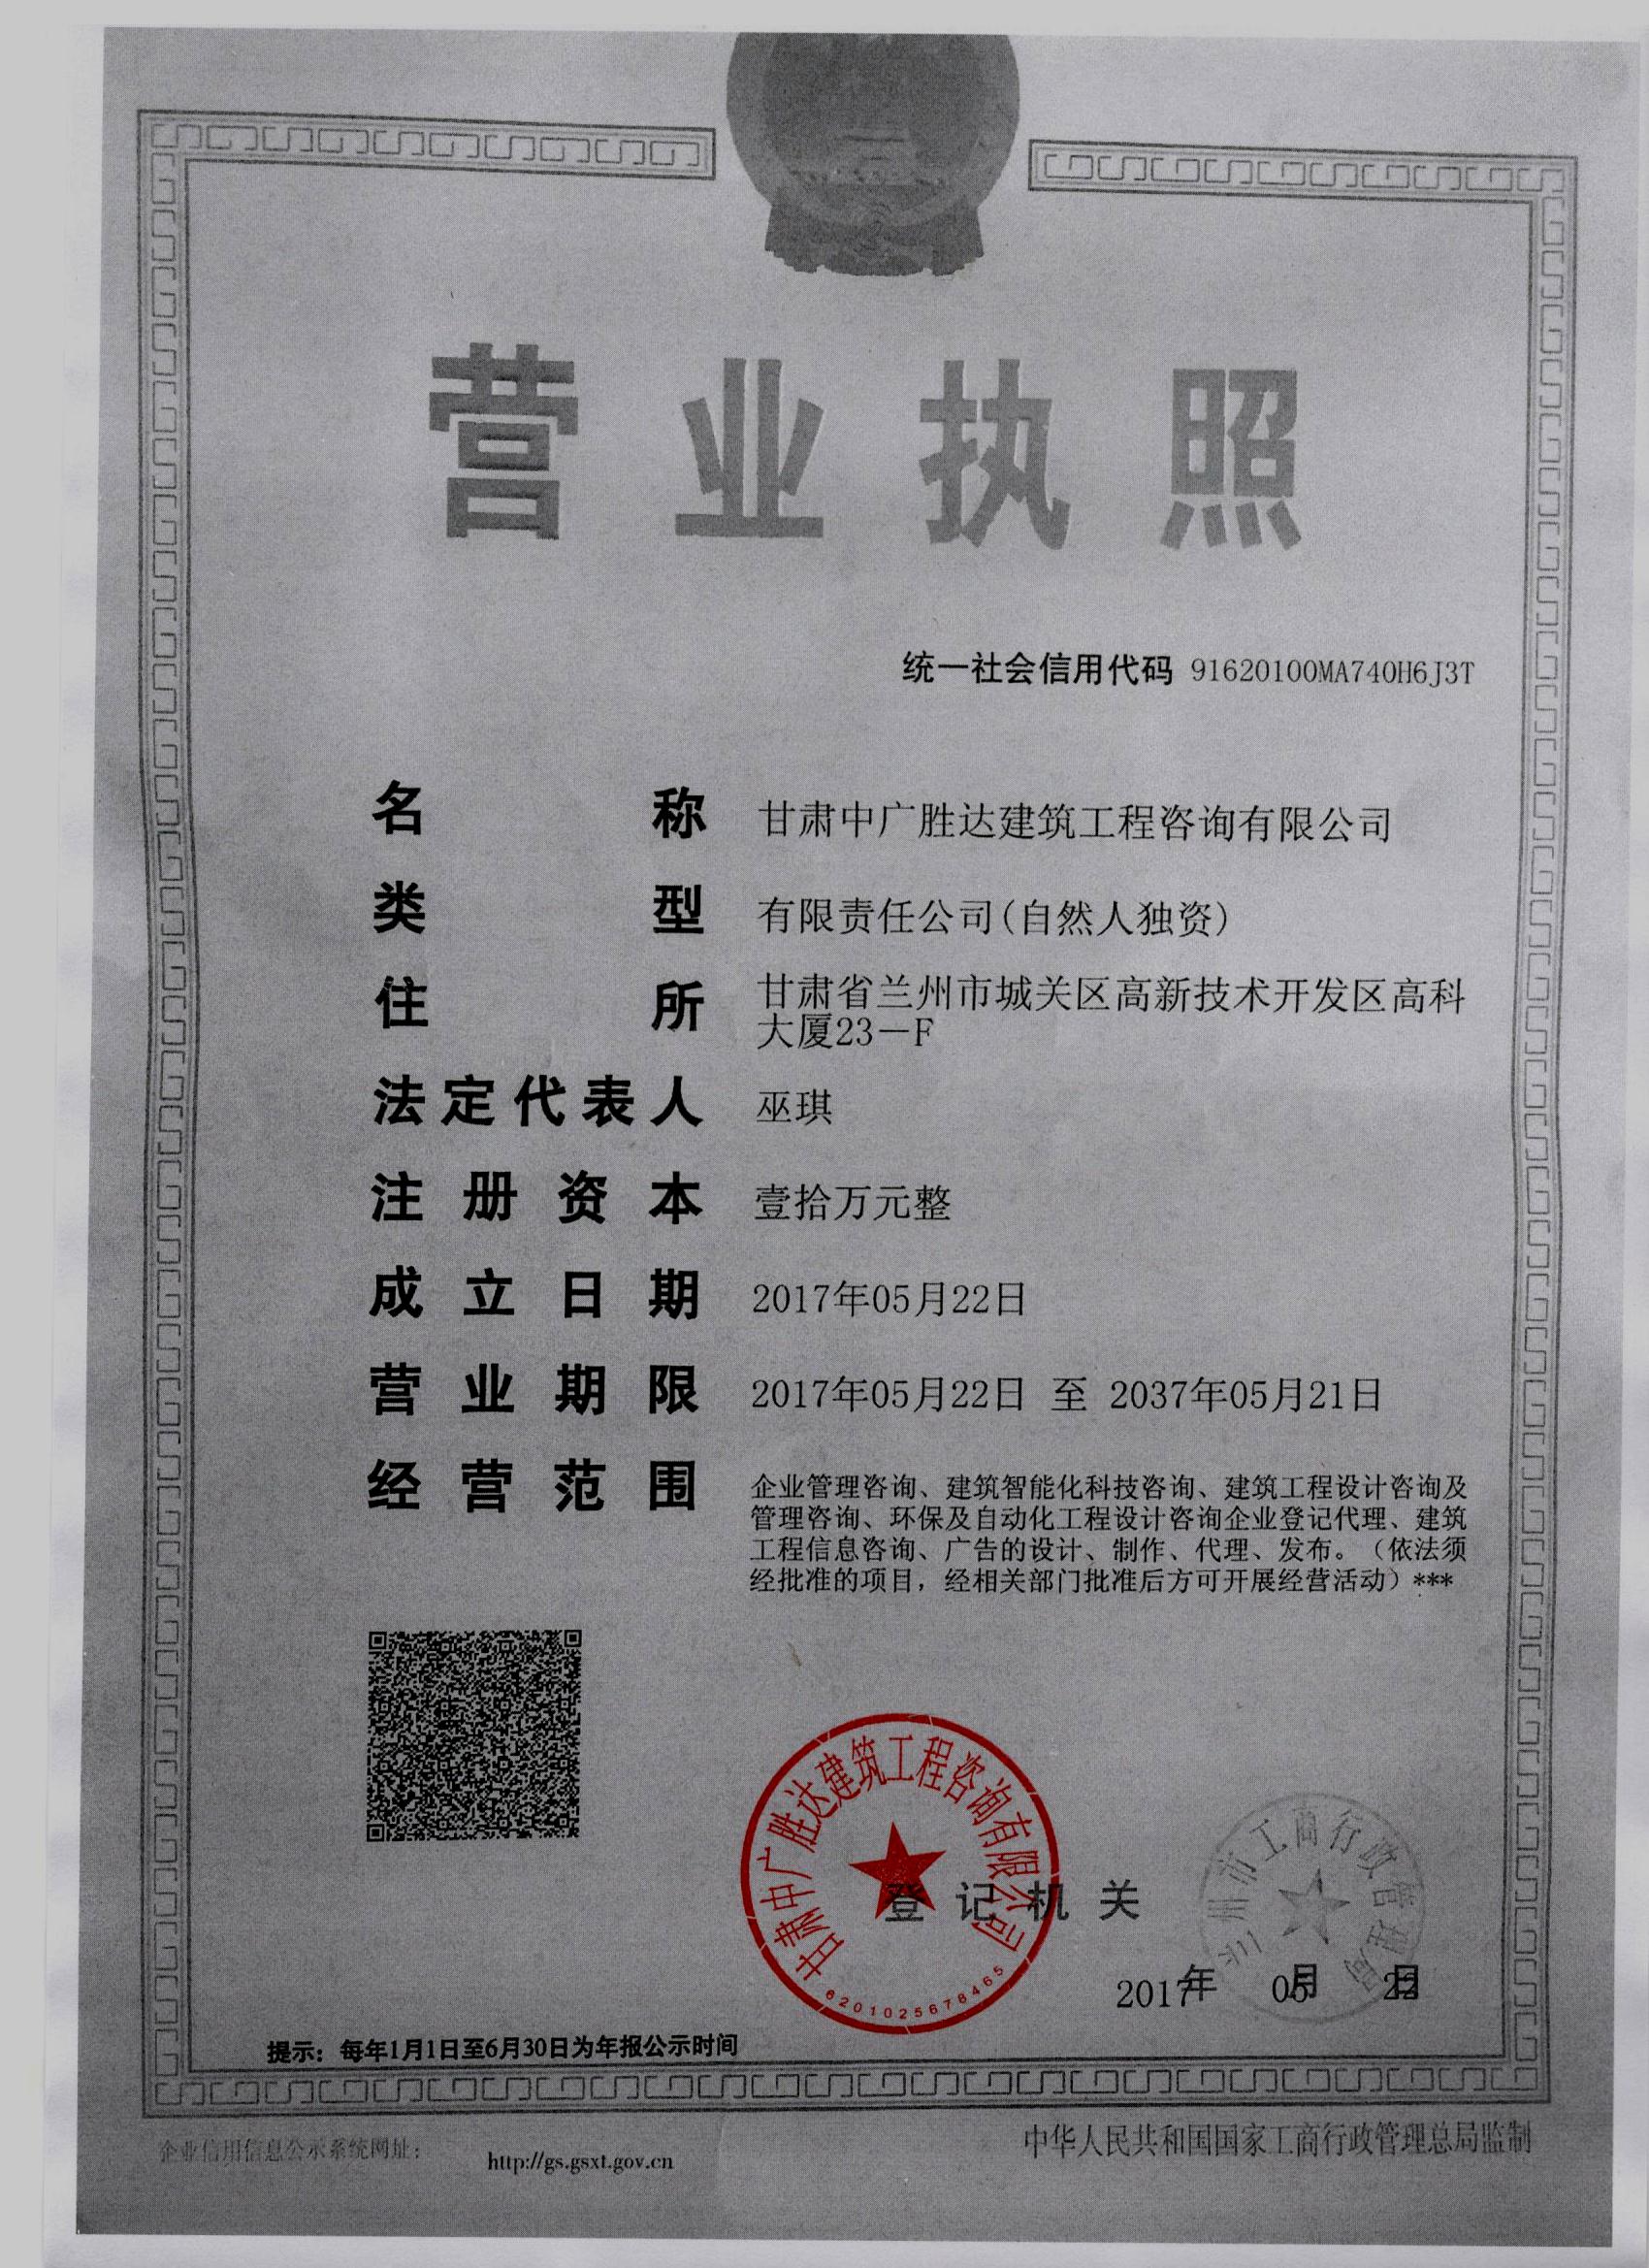 营业执照
统一社会信用代码 91620100MA740H6J3T
名称 甘肃中广胜达建筑工程咨询有限公司
类型 有限责任公司(自然人独资)
住所 甘肃省兰州市城关区高新技术开发区高科
大厦23-F
法定代表人 巫琪
注册资本 壹拾万元整
成立日期 2017年05月22日
营业期限 2017年05月22日 至 2037年05月21日
经营范围 企业管理咨询、建筑智能化科技咨询、建筑工程设计咨询及
管理咨询、环保及自动化工程设计咨询企业登记代理、建筑
工程信息咨询、广告的设计、制作、代理、发布。(依法须
经批准的项目，经相关部门批准后方可开展经营活动)***
甘肃中广胜达建筑工程咨询有限公司
6201025678465
登记机关
兰州市工商行政管理局
2017年 05月 22日
提示：每年1月1日至6月30日为年报公示时间
企业信用信息公示系统网址： http://gs.gsxt.gov.cn
中华人民共和国国家工商行政管理总局监制